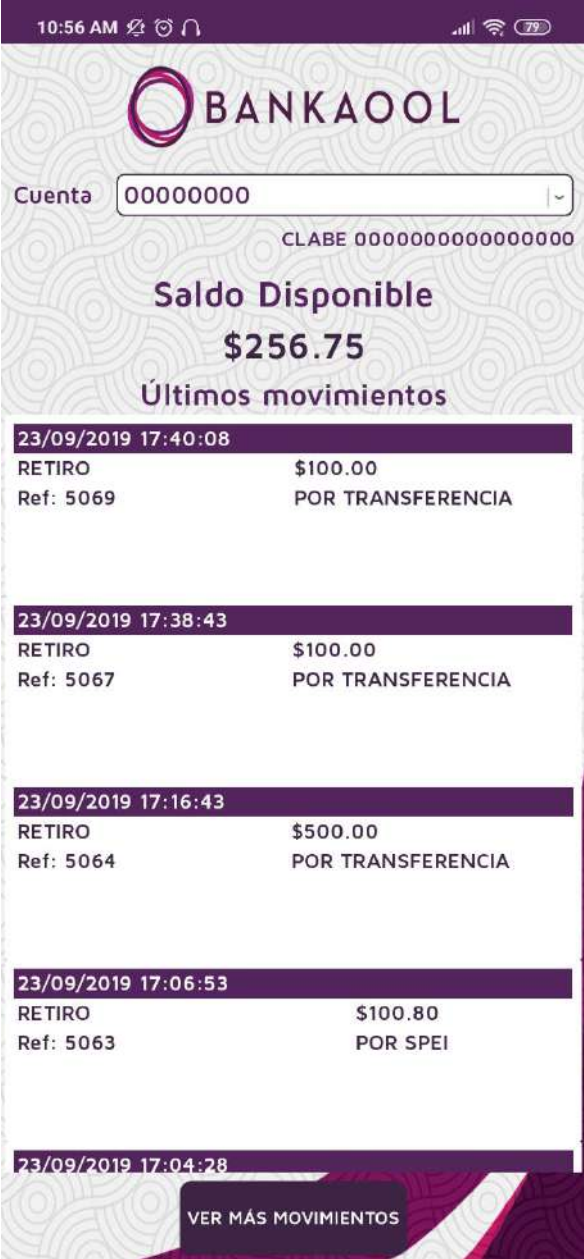 10:56 AM 79
BANKAOOL
Cuenta 00000000
CLABE 0000000000000000
Saldo Disponible
$256.75
Últimos movimientos
23/09/2019 17:40:08
RETIRO $100.00
Ref: 5069 POR TRANSFERENCIA
23/09/2019 17:38:43
RETIRO $100.00
Ref: 5067 POR TRANSFERENCIA
23/09/2019 17:16:43
RETIRO $500.00
Ref: 5064 POR TRANSFERENCIA
23/09/2019 17:06:53
RETIRO $100.80
Ref: 5063 POR SPEI
23/09/2019 17:04:28
VER MÁS MOVIMIENTOS